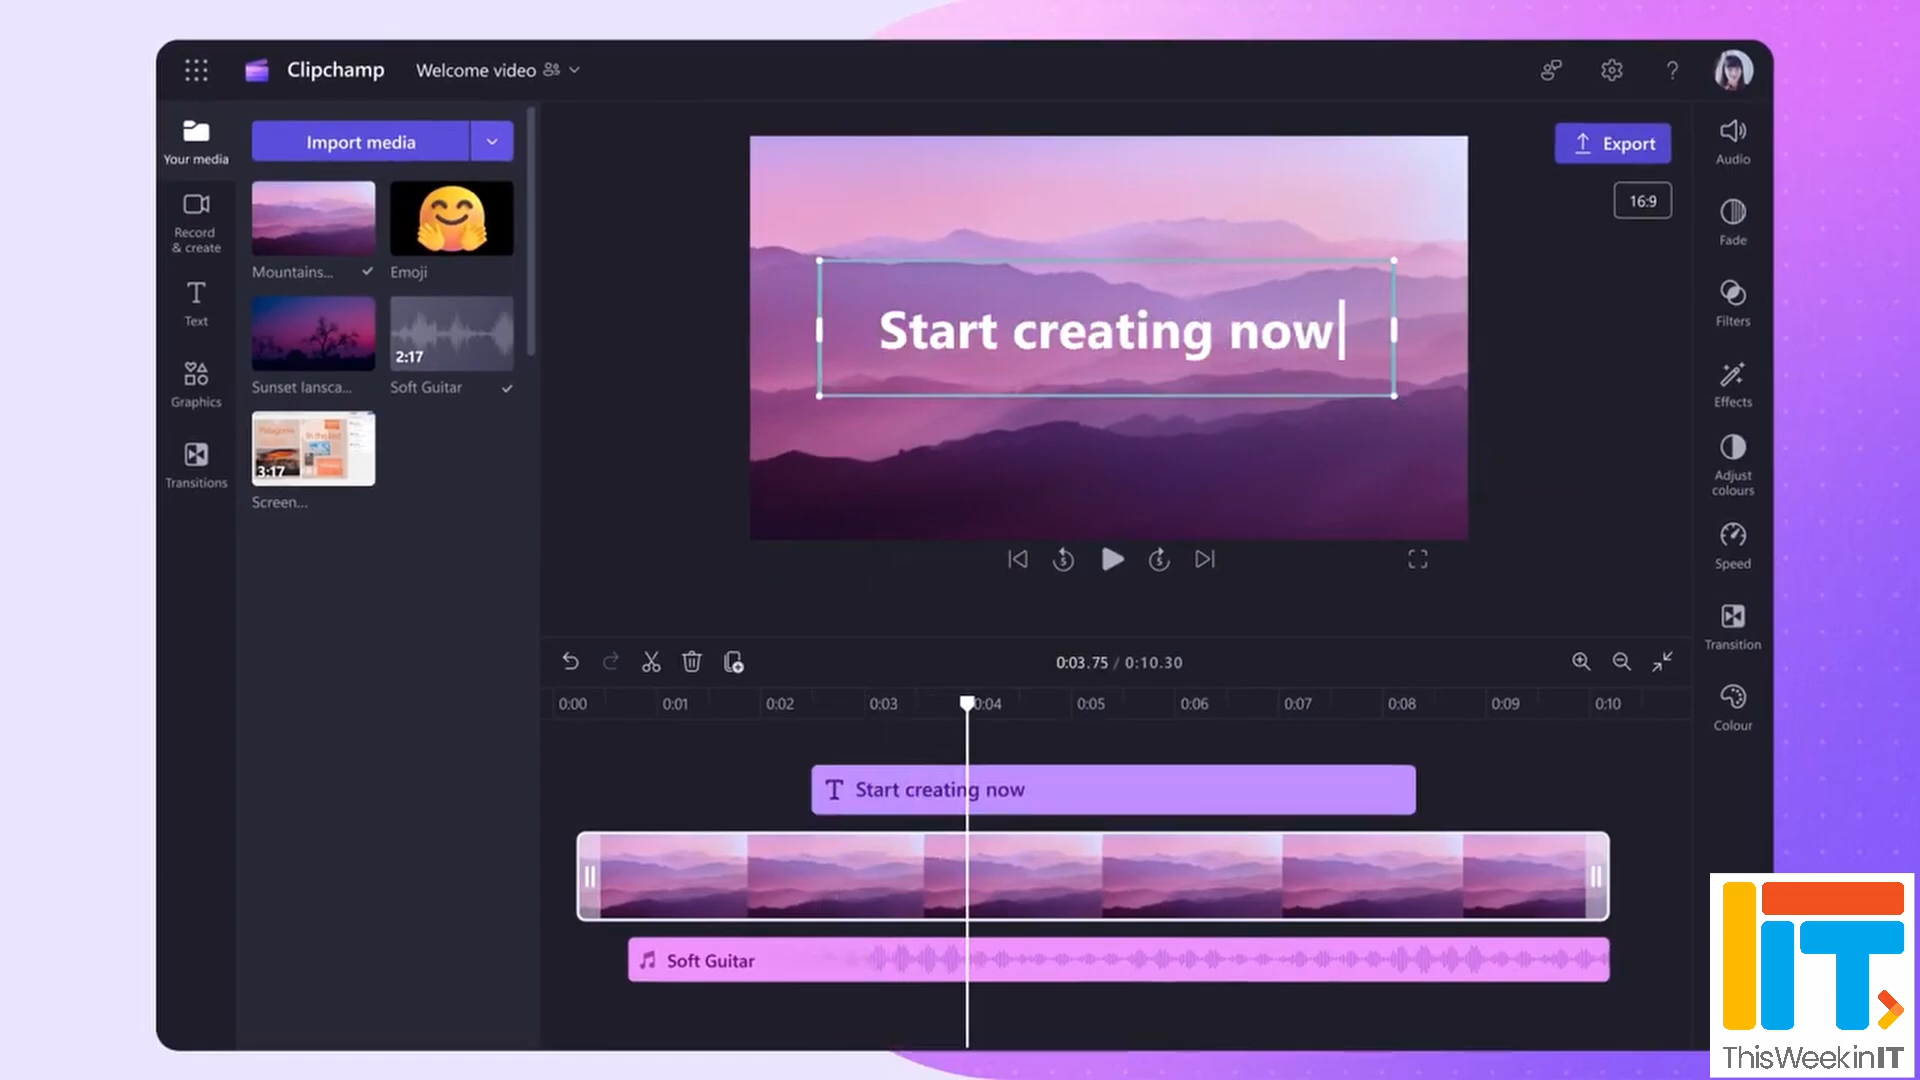 Clipchamp
Welcome video
Your media
Record
& create
Text
Graphics
Transitions
Import media
Mountains...
Emoji
Sunset lansca...
2:17
Soft Guitar
3:17
Screen...
Start creating now
Export
16:9
Audio
Fade
Filters
Effects
Adjust
colours
Speed
Transition
Colour
0:03.75 / 0:10.30
0:00 0:01 0:02 0:03 0:04 0:05 0:06 0:07 0:08 0:09 0:10
Start creating now
Soft Guitar
IT
ThisWeekinIT